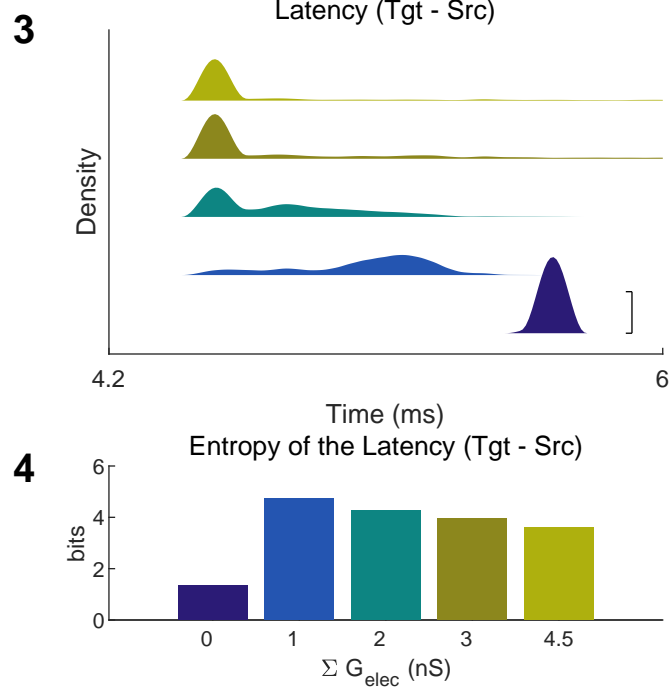 3
Latency (Tgt - Src)
Density
4.2 6
Time (ms)
4
Entropy of the Latency (Tgt - Src)
6
4
2
0
bits
0 1 2 3 4.5
Σ G_elec (nS)